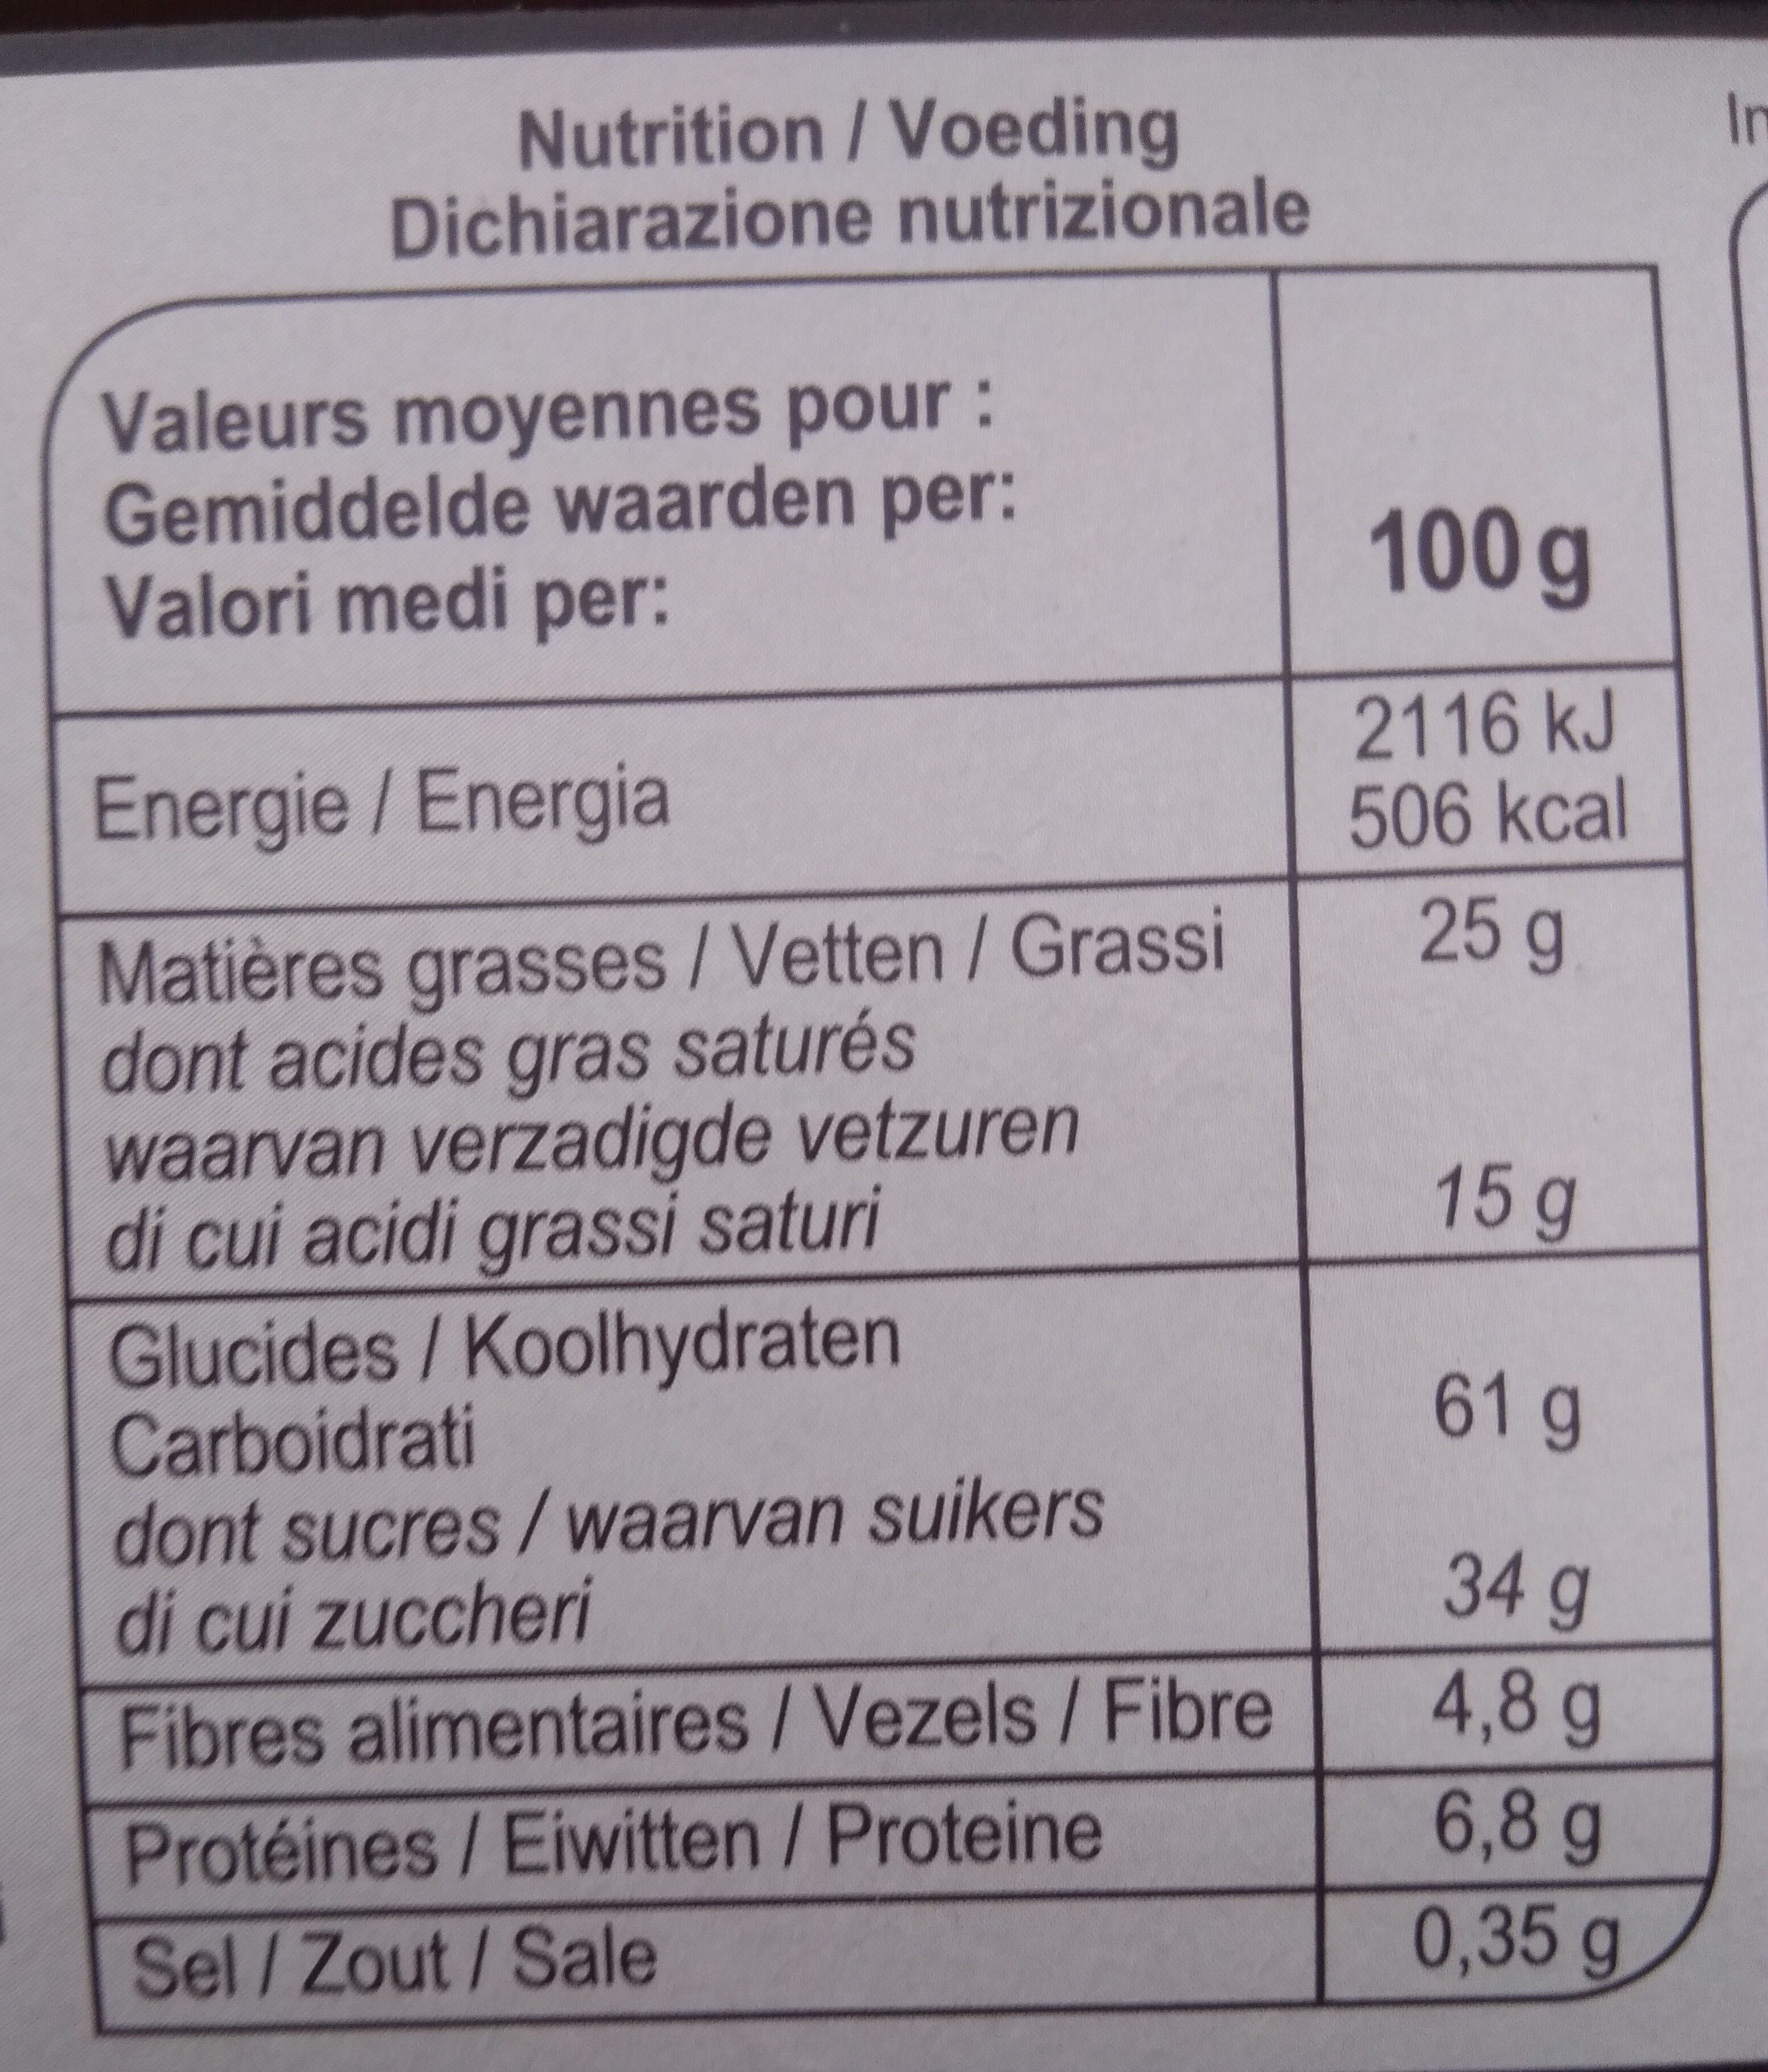 Nutrition / Voeding
Dichiarazione nutrizionale
Valeurs moyennes pour :
Gemiddelde waarden per:
Valori medi per:
100 g
Energie / Energia
2116 kJ
506 kcal
Matières grasses / Vetten / Grassi
25 g
dont acides gras saturés
waarvan verzadigde vetzuren
di cui acidi grassi saturi
15 g
Glucides / Koolhydraten
Carboidrati
61 g
dont sucres / waarvan suikers
di cui zuccheri
34 g
Fibres alimentaires / Vezels / Fibre
4,8 g
Protéines / Eiwitten / Proteine
6,8 g
Sel / Zout / Sale
0,35 g